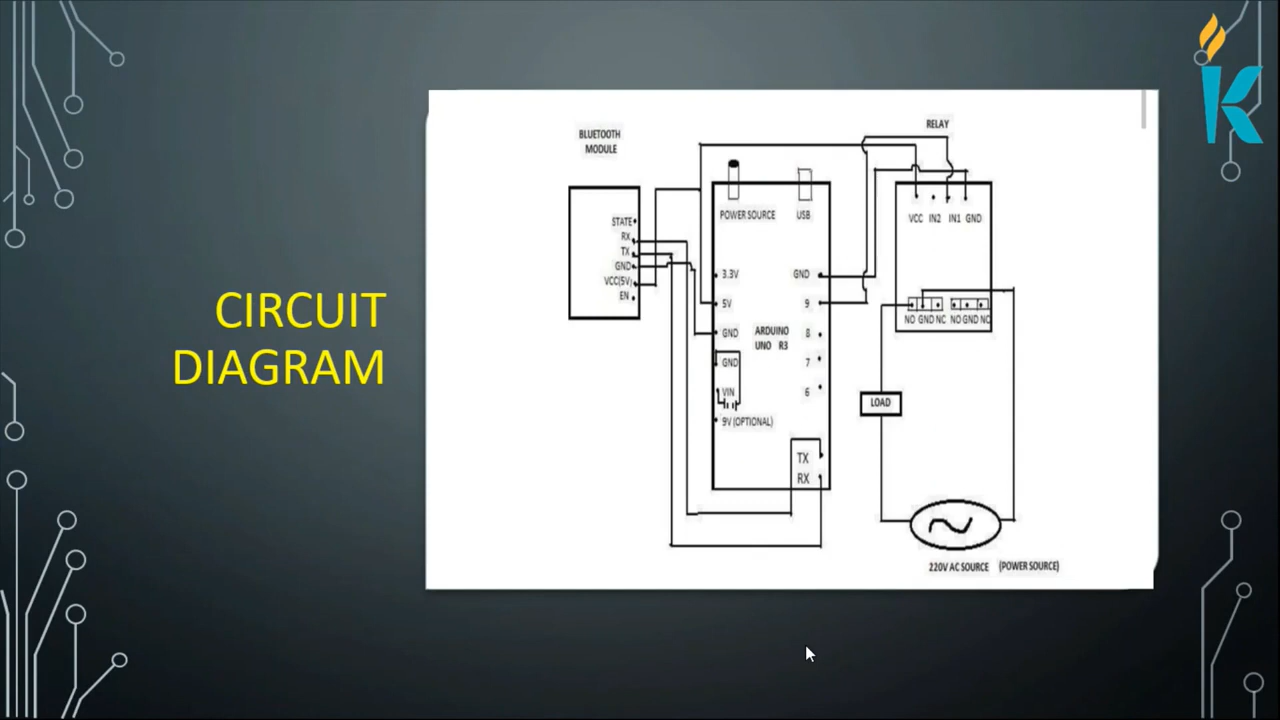 CIRCUIT
DIAGRAM
BLUETOOTH
MODULE
STATE
RX
TX
GND
VCC(5V)
EN
POWER SOURCE
USB
3.3V
5V
GND
GND
VIN
9V (OPTIONAL)
ARDUINO
UNO R3
GND
9
8
7
6
TX
RX
RELAY
VCC IN2 IN1 GND
NO GND NC NO GND NC
LOAD
220V AC SOURCE (POWER SOURCE)
K